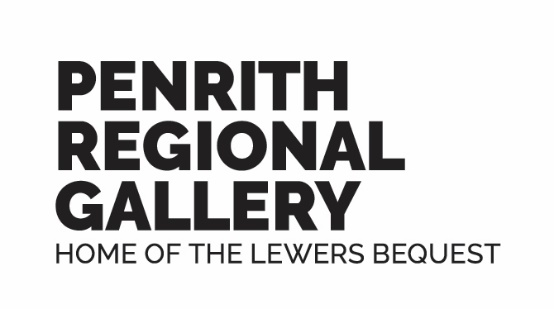 PENRITH
REGIONAL
GALLERY
HOME OF THE LEWERS BEQUEST